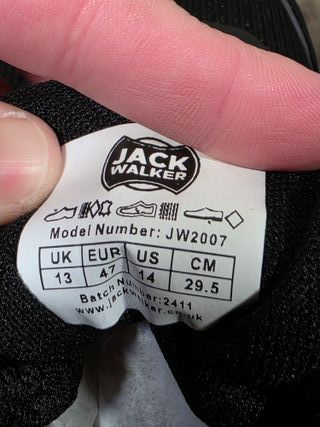 JACK
WALKER
Model Number: JW2007
UK EUR US CM
13 47 14 29.5
Batch Number:2411
www.jackwalker.co.uk